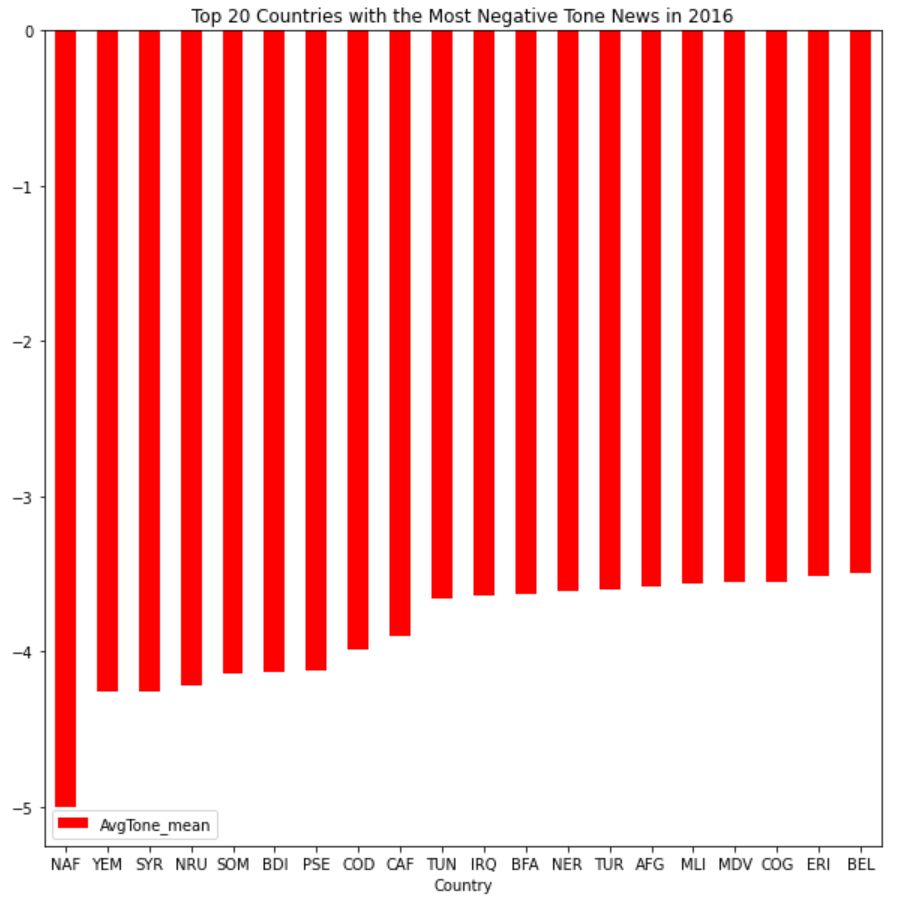 Top 20 Countries with the Most Negative Tone News in 2016
0
−1
−2
−3
−4
−5
AvgTone_mean
NAF YEM SYR NRU SOM BDI PSE COD CAF TUN IRQ BFA NER TUR AFG MLI MDV COG ERI BEL
Country